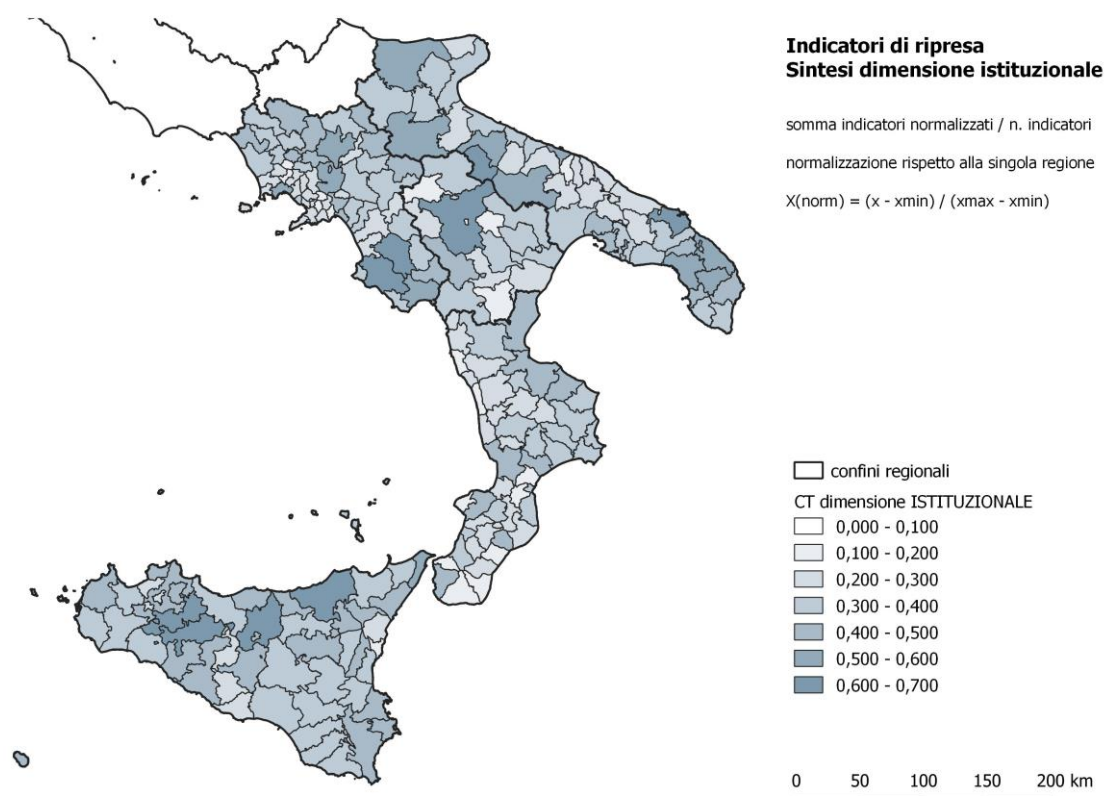 Indicatori di ripresa
Sintesi dimensione istituzionale
somma indicatori normalizzati / n. indicatori
normalizzazione rispetto alla singola regione
X(norm) = (x - xmin) / (xmax - xmin)
confini regionali
CT dimensione ISTITUZIONALE
0,000 - 0,100
0,100 - 0,200
0,200 - 0,300
0,300 - 0,400
0,400 - 0,500
0,500 - 0,600
0,600 - 0,700
0 50 100 150 200 km